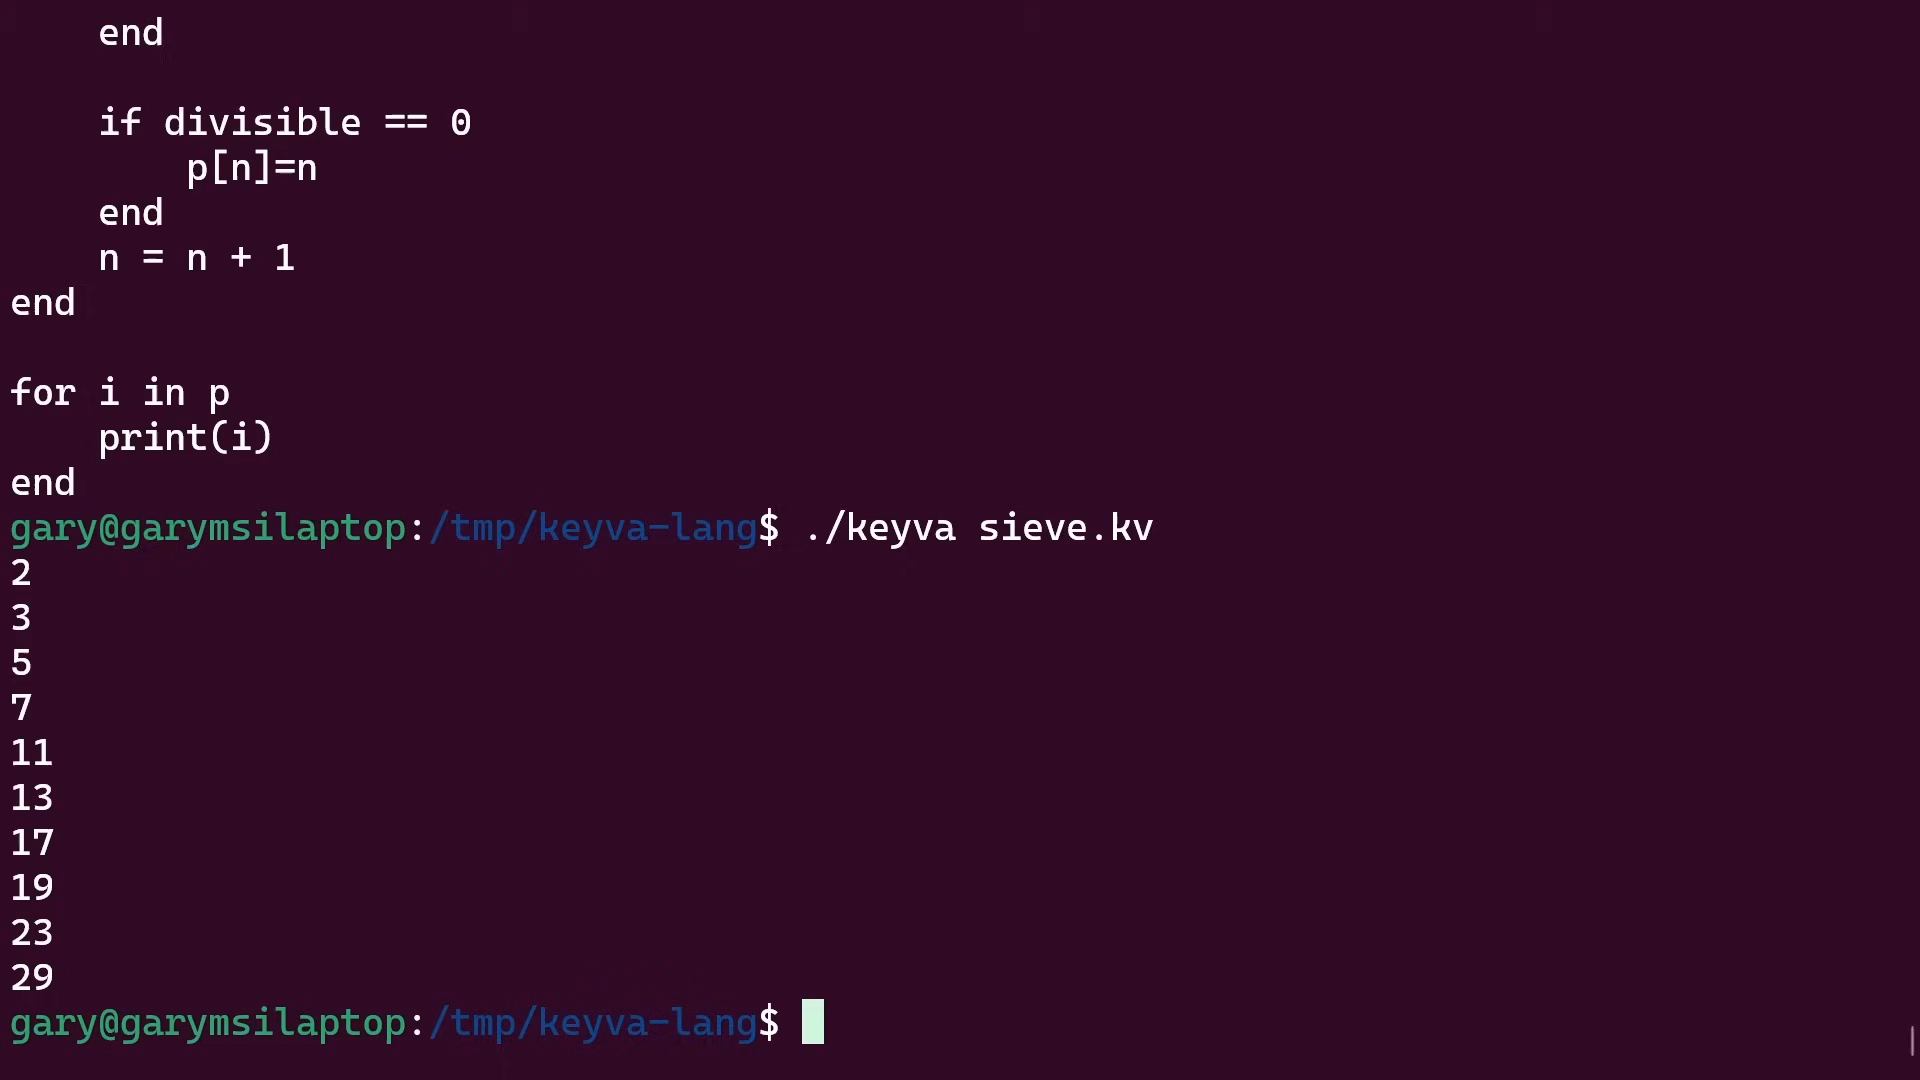 end
if divisible == 0
p[n]=n
end
n = n + 1
end
for i in p
print(i)
end
gary@garymsilaptop:/tmp/keyva-lang$ ./keyva sieve.kv
2
3
5
7
11
13
17
19
23
29
gary@garymsilaptop:/tmp/keyva-lang$